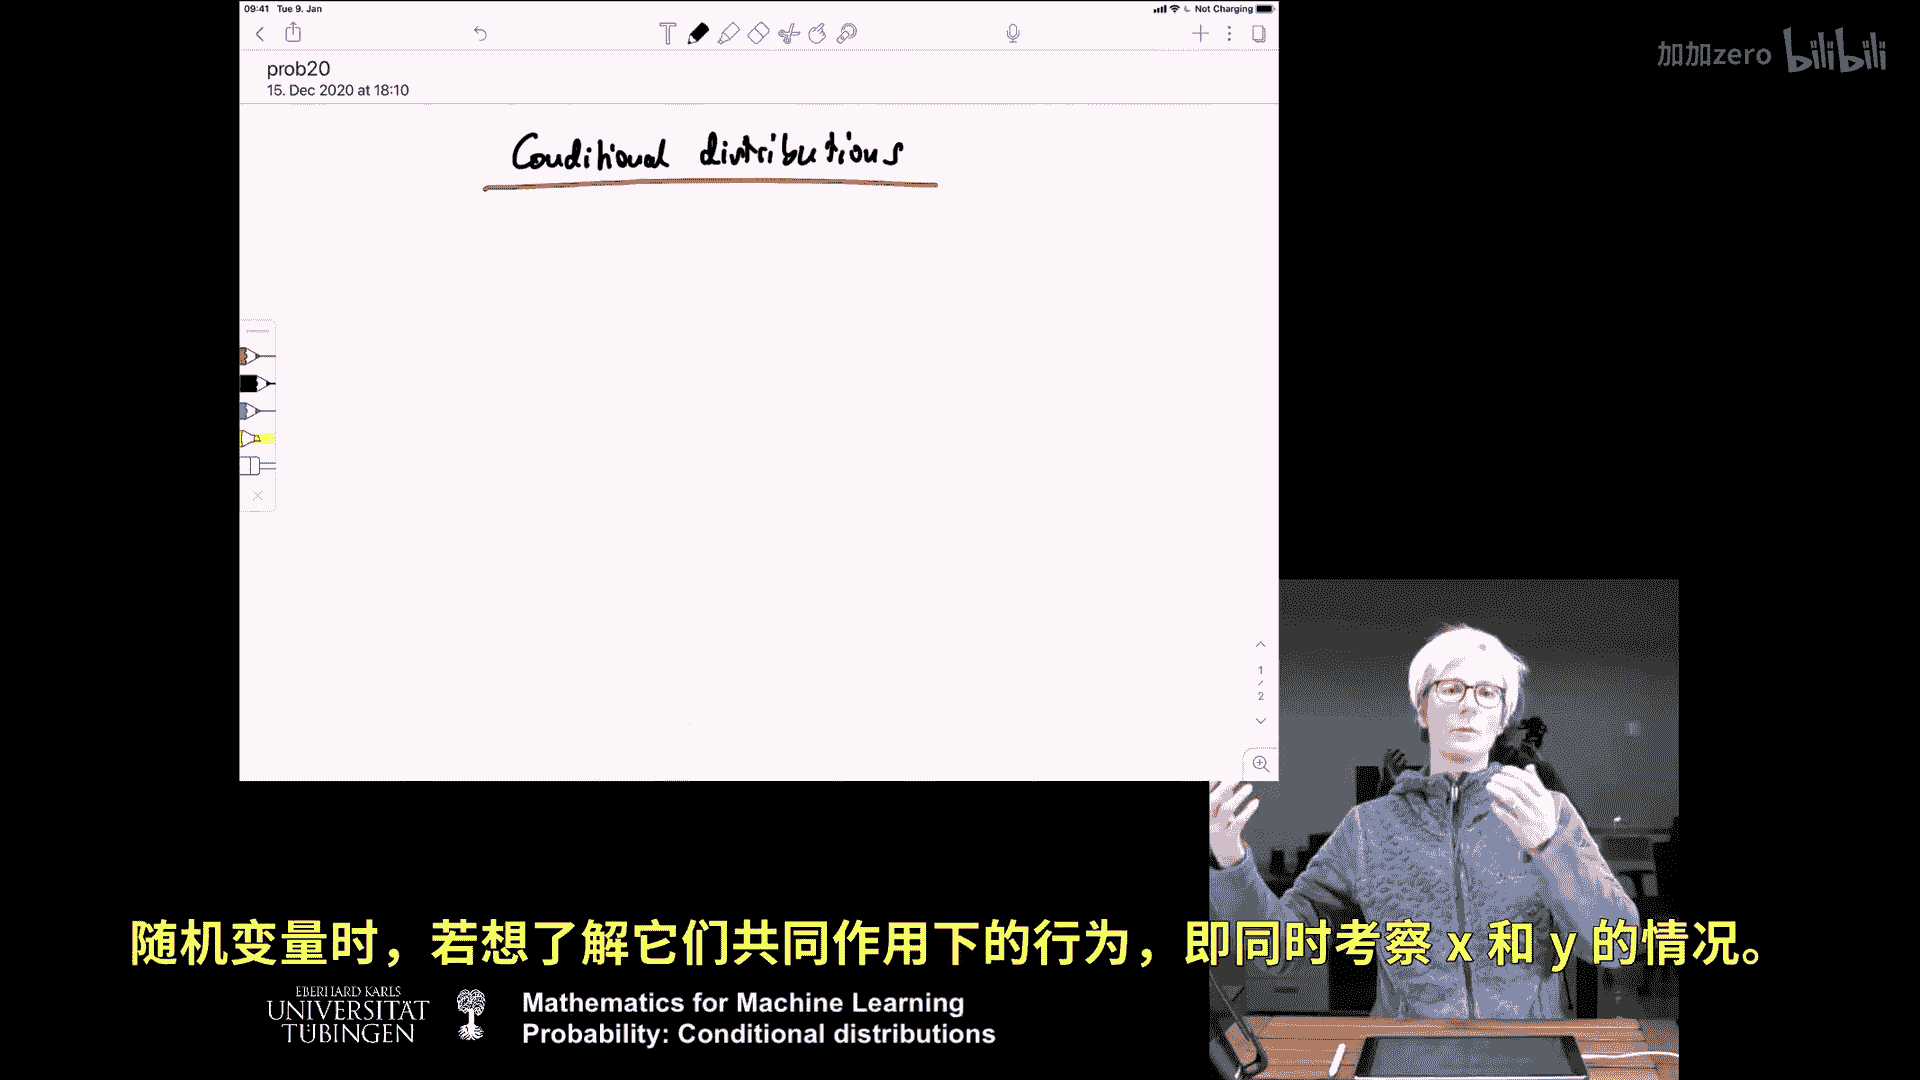 09:41 Tue 9. Jan
Not Charging
加加zero bilibili
prob20
15. Dec 2020 at 18:10
Conditional distributions
1
/
2
随机变量时，若想了解它们共同作用下的行为，即同时考察 x 和 y 的情况。
EBERHARD KARLS
UNIVERSITÄT
TÜBINGEN
Mathematics for Machine Learning
Probability: Conditional distributions